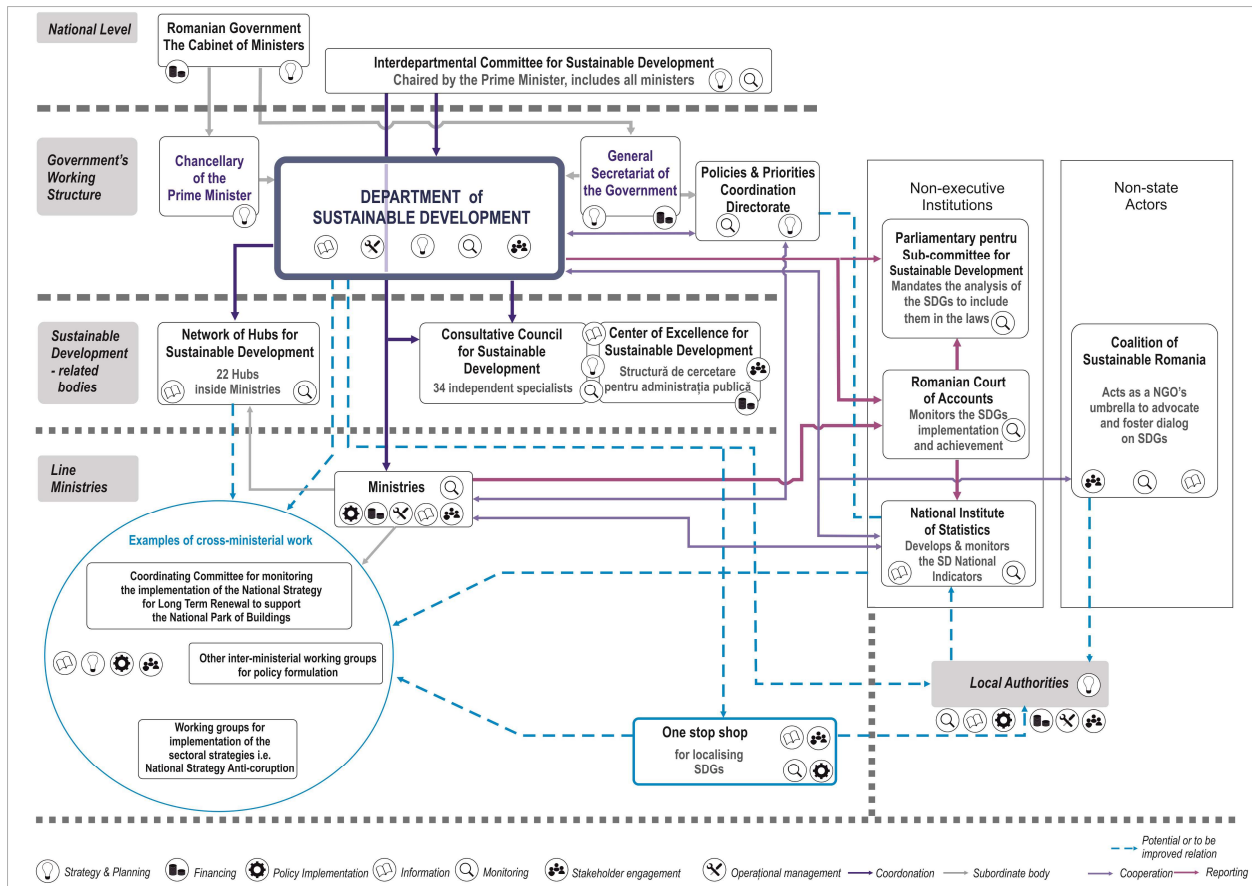 National Level
Romanian Government
The Cabinet of Ministers
Interdepartmental Committee for Sustainable Development
Chaired by the Prime Minister, includes all ministers
Government's
Working
Structure
Chancellary
of the
Prime Minister
DEPARTMENT of
SUSTAINABLE DEVELOPMENT
General
Secretariat of
the Government
Policies & Priorities
Coordination
Directorate
Non-executive
Institutions
Non-state
Actors
Parliamentary pentru
Sub-committee for
Sustainable Development
Mandates the analysis of
the SDGs to include
them in the laws
Sustainable
Development
- related
bodies
Network of Hubs for
Sustainable Development
22 Hubs
inside Ministries
Consultative Council
for Sustainable
Development
34 independent specialists
Center of Excellence for
Sustainable Development
Structură de cercetare
pentru administrația publică
Romanian Court
of Accounts
Monitors the SDGs
implementation
and achievement
Coalition of
Sustainable Romania
Acts as a NGO's
umbrella to advocate
and foster dialog
on SDGs
Line
Ministries
Ministries
National Institute
of Statistics
Develops & monitors
the SD National
Indicators
Examples of cross-ministerial work
Coordinating Committee for monitoring
the implementation of the National Strategy
for Long Term Renewal to support
the National Park of Buildings
Other inter-ministerial working groups
for policy formulation
Working groups for
implementation of the
sectoral strategies i.e.
National Strategy Anti-coruption
One stop shop
for localising
SDGs
Local Authorities
Potential or to be
improved relation
Strategy & Planning
Financing
Policy Implementation
Information
Monitoring
Stakeholder engagement
Operațional management
Coordonation
Subordinate body
Cooperation
Reporting